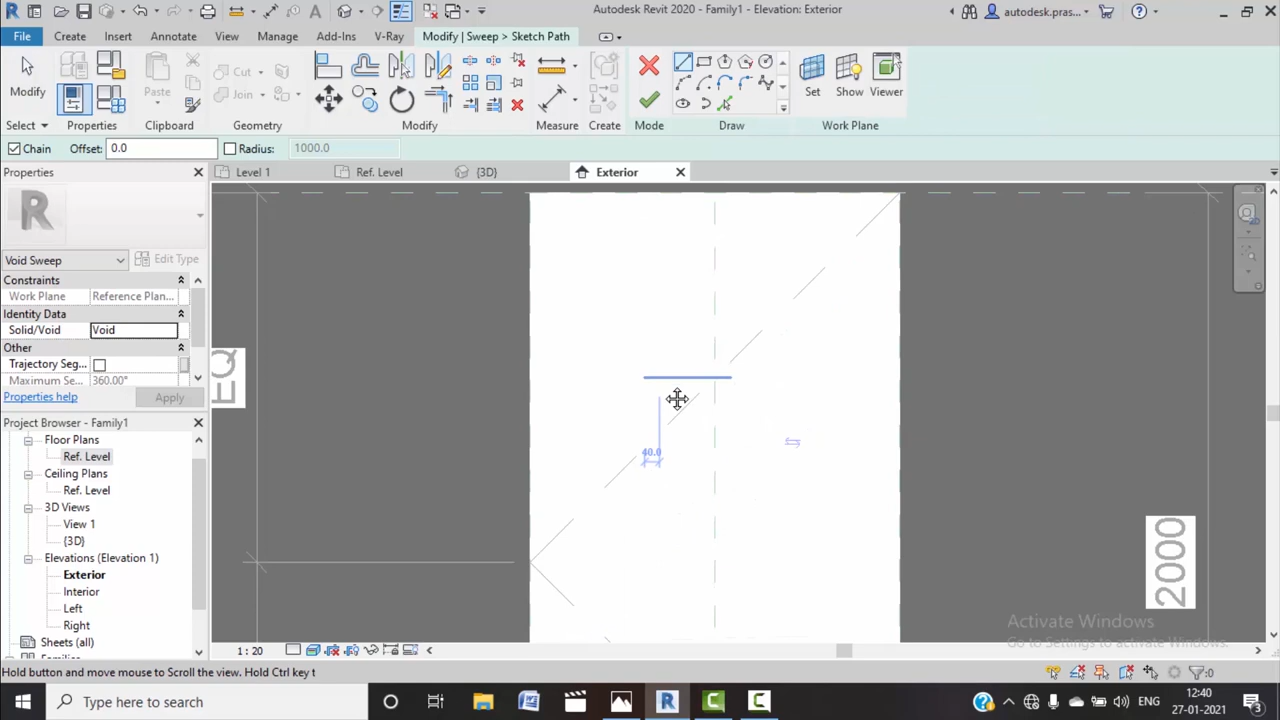 Autodesk Revit 2020 - Family1 - Elevation: Exterior
autodesk.pras...
File Create Insert Annotate View Manage Add-Ins V-Ray Modify | Sweep > Sketch Path
Modify Paste Cut Join Set Show Viewer
Select Properties Clipboard Geometry Modify Measure Create Mode Draw Work Plane
Chain Offset: 0.0 Radius: 1000.0
Properties
Level 1 Ref. Level {3D} Exterior
Void Sweep Edit Type
Constraints
Work Plane Reference Plan...
Identity Data
Solid/Void Void
Other
Trajectory Seg...
Maximum Se... 360.00°
Properties help Apply
Project Browser - Family1
Floor Plans
Ref. Level
Ceiling Plans
Ref. Level
3D Views
View 1
{3D}
Elevations (Elevation 1)
Exterior
Interior
Left
Right
Sheets (all)
EQ
40.0
2000
Activate Windows
Go to Settings to activate Windows.
1 : 20
Hold button and move mouse to Scroll the view. Hold Ctrl key t
:0
Type here to search
ENG
12:40
27-01-2021
3